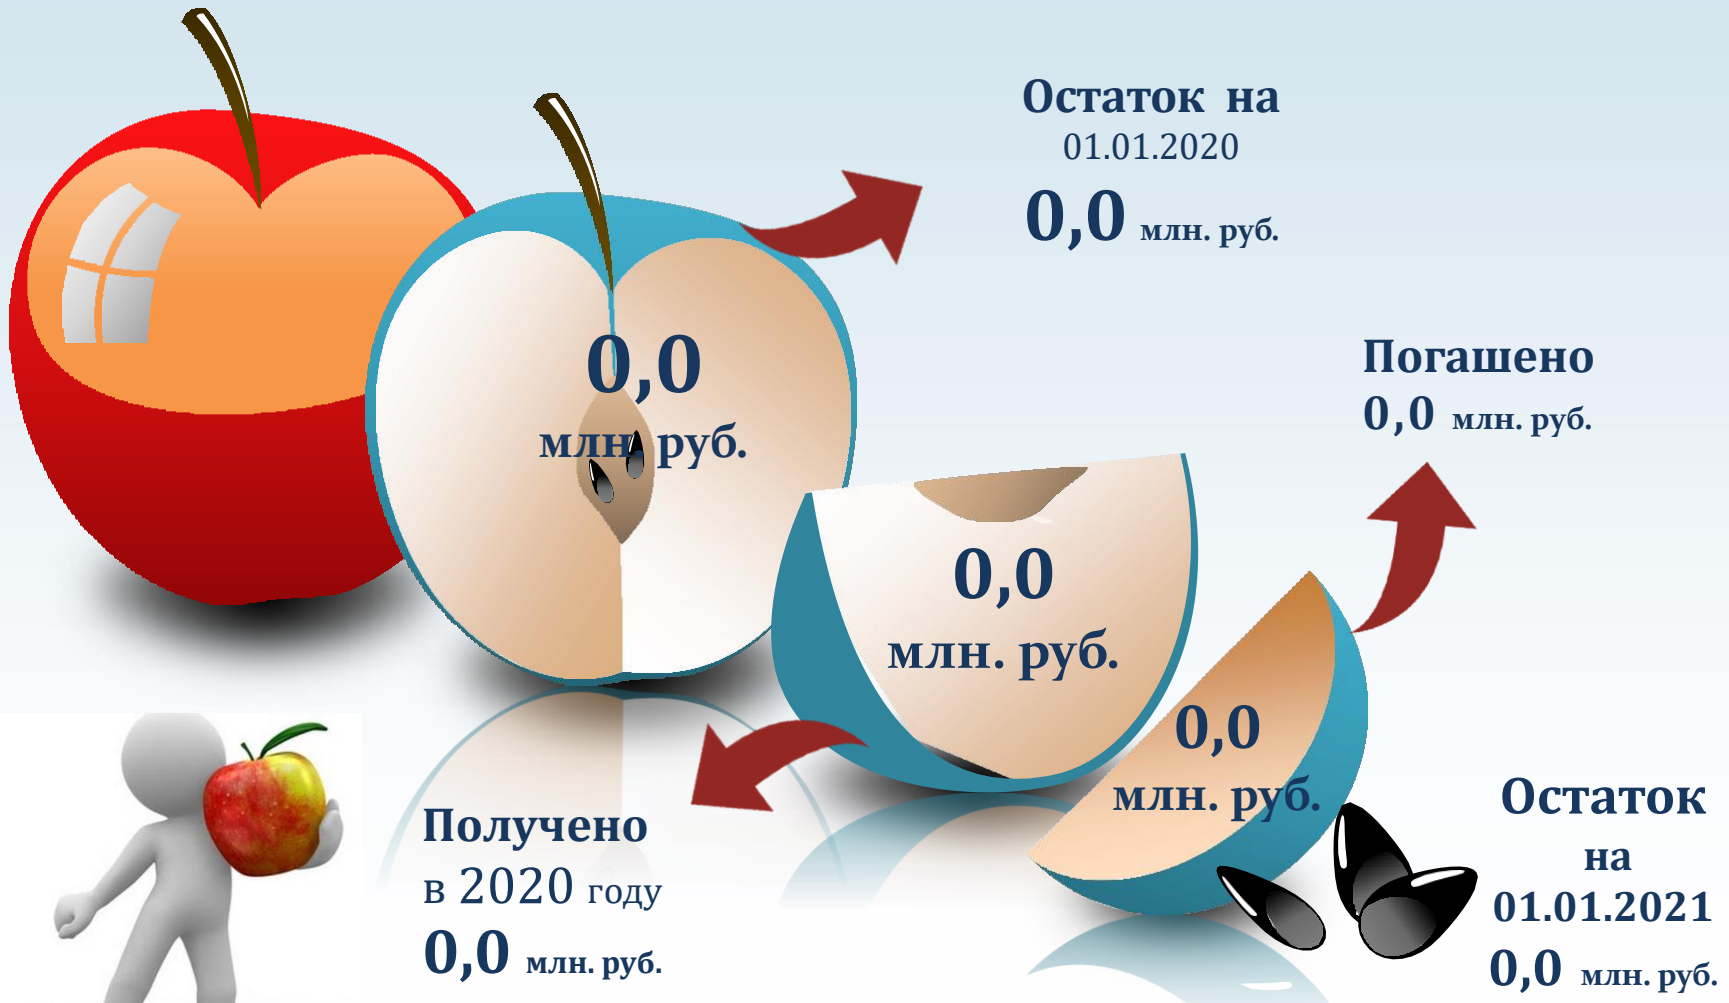 Остаток на
01.01.2020
0,0 млн. руб.
0,0
млн. руб.
Погашено
0,0 млн. руб.
0,0
млн. руб.
0,0
млн. руб.
Получено
в 2020 году
0,0 млн. руб.
Остаток
на
01.01.2021
0,0 млн. руб.